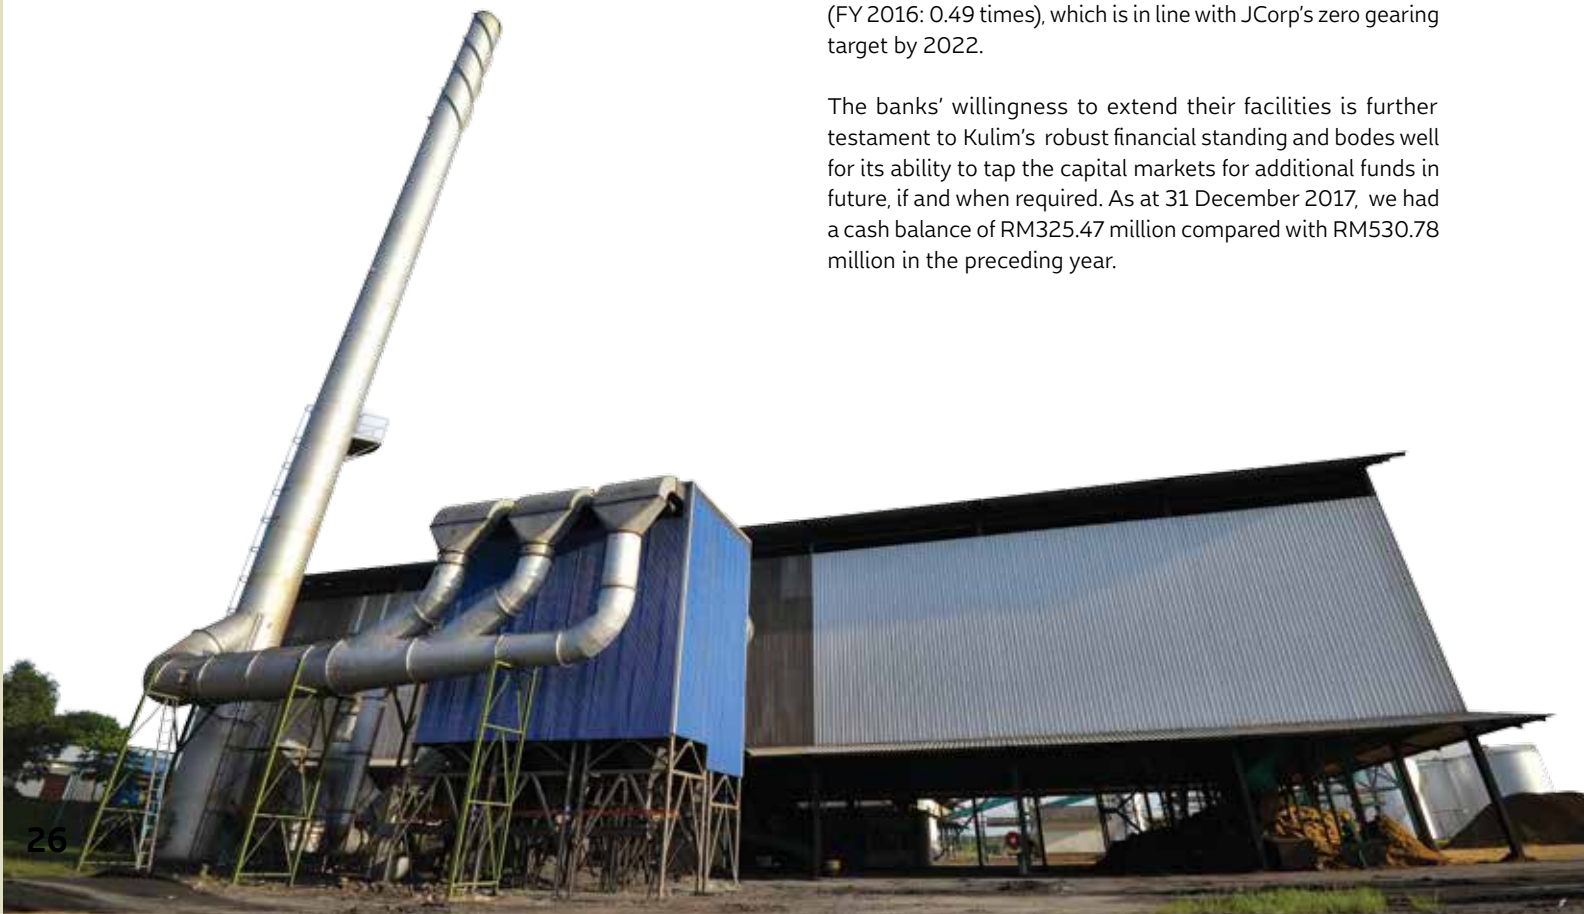 (FY 2016: 0.49 times), which is in line with JCorp's zero gearing
target by 2022.
The banks' willingness to extend their facilities is further
testament to Kulim's robust financial standing and bodes well
for its ability to tap the capital markets for additional funds in
future, if and when required. As at 31 December 2017, we had
a cash balance of RM325.47 million compared with RM530.78
million in the preceding year.
26